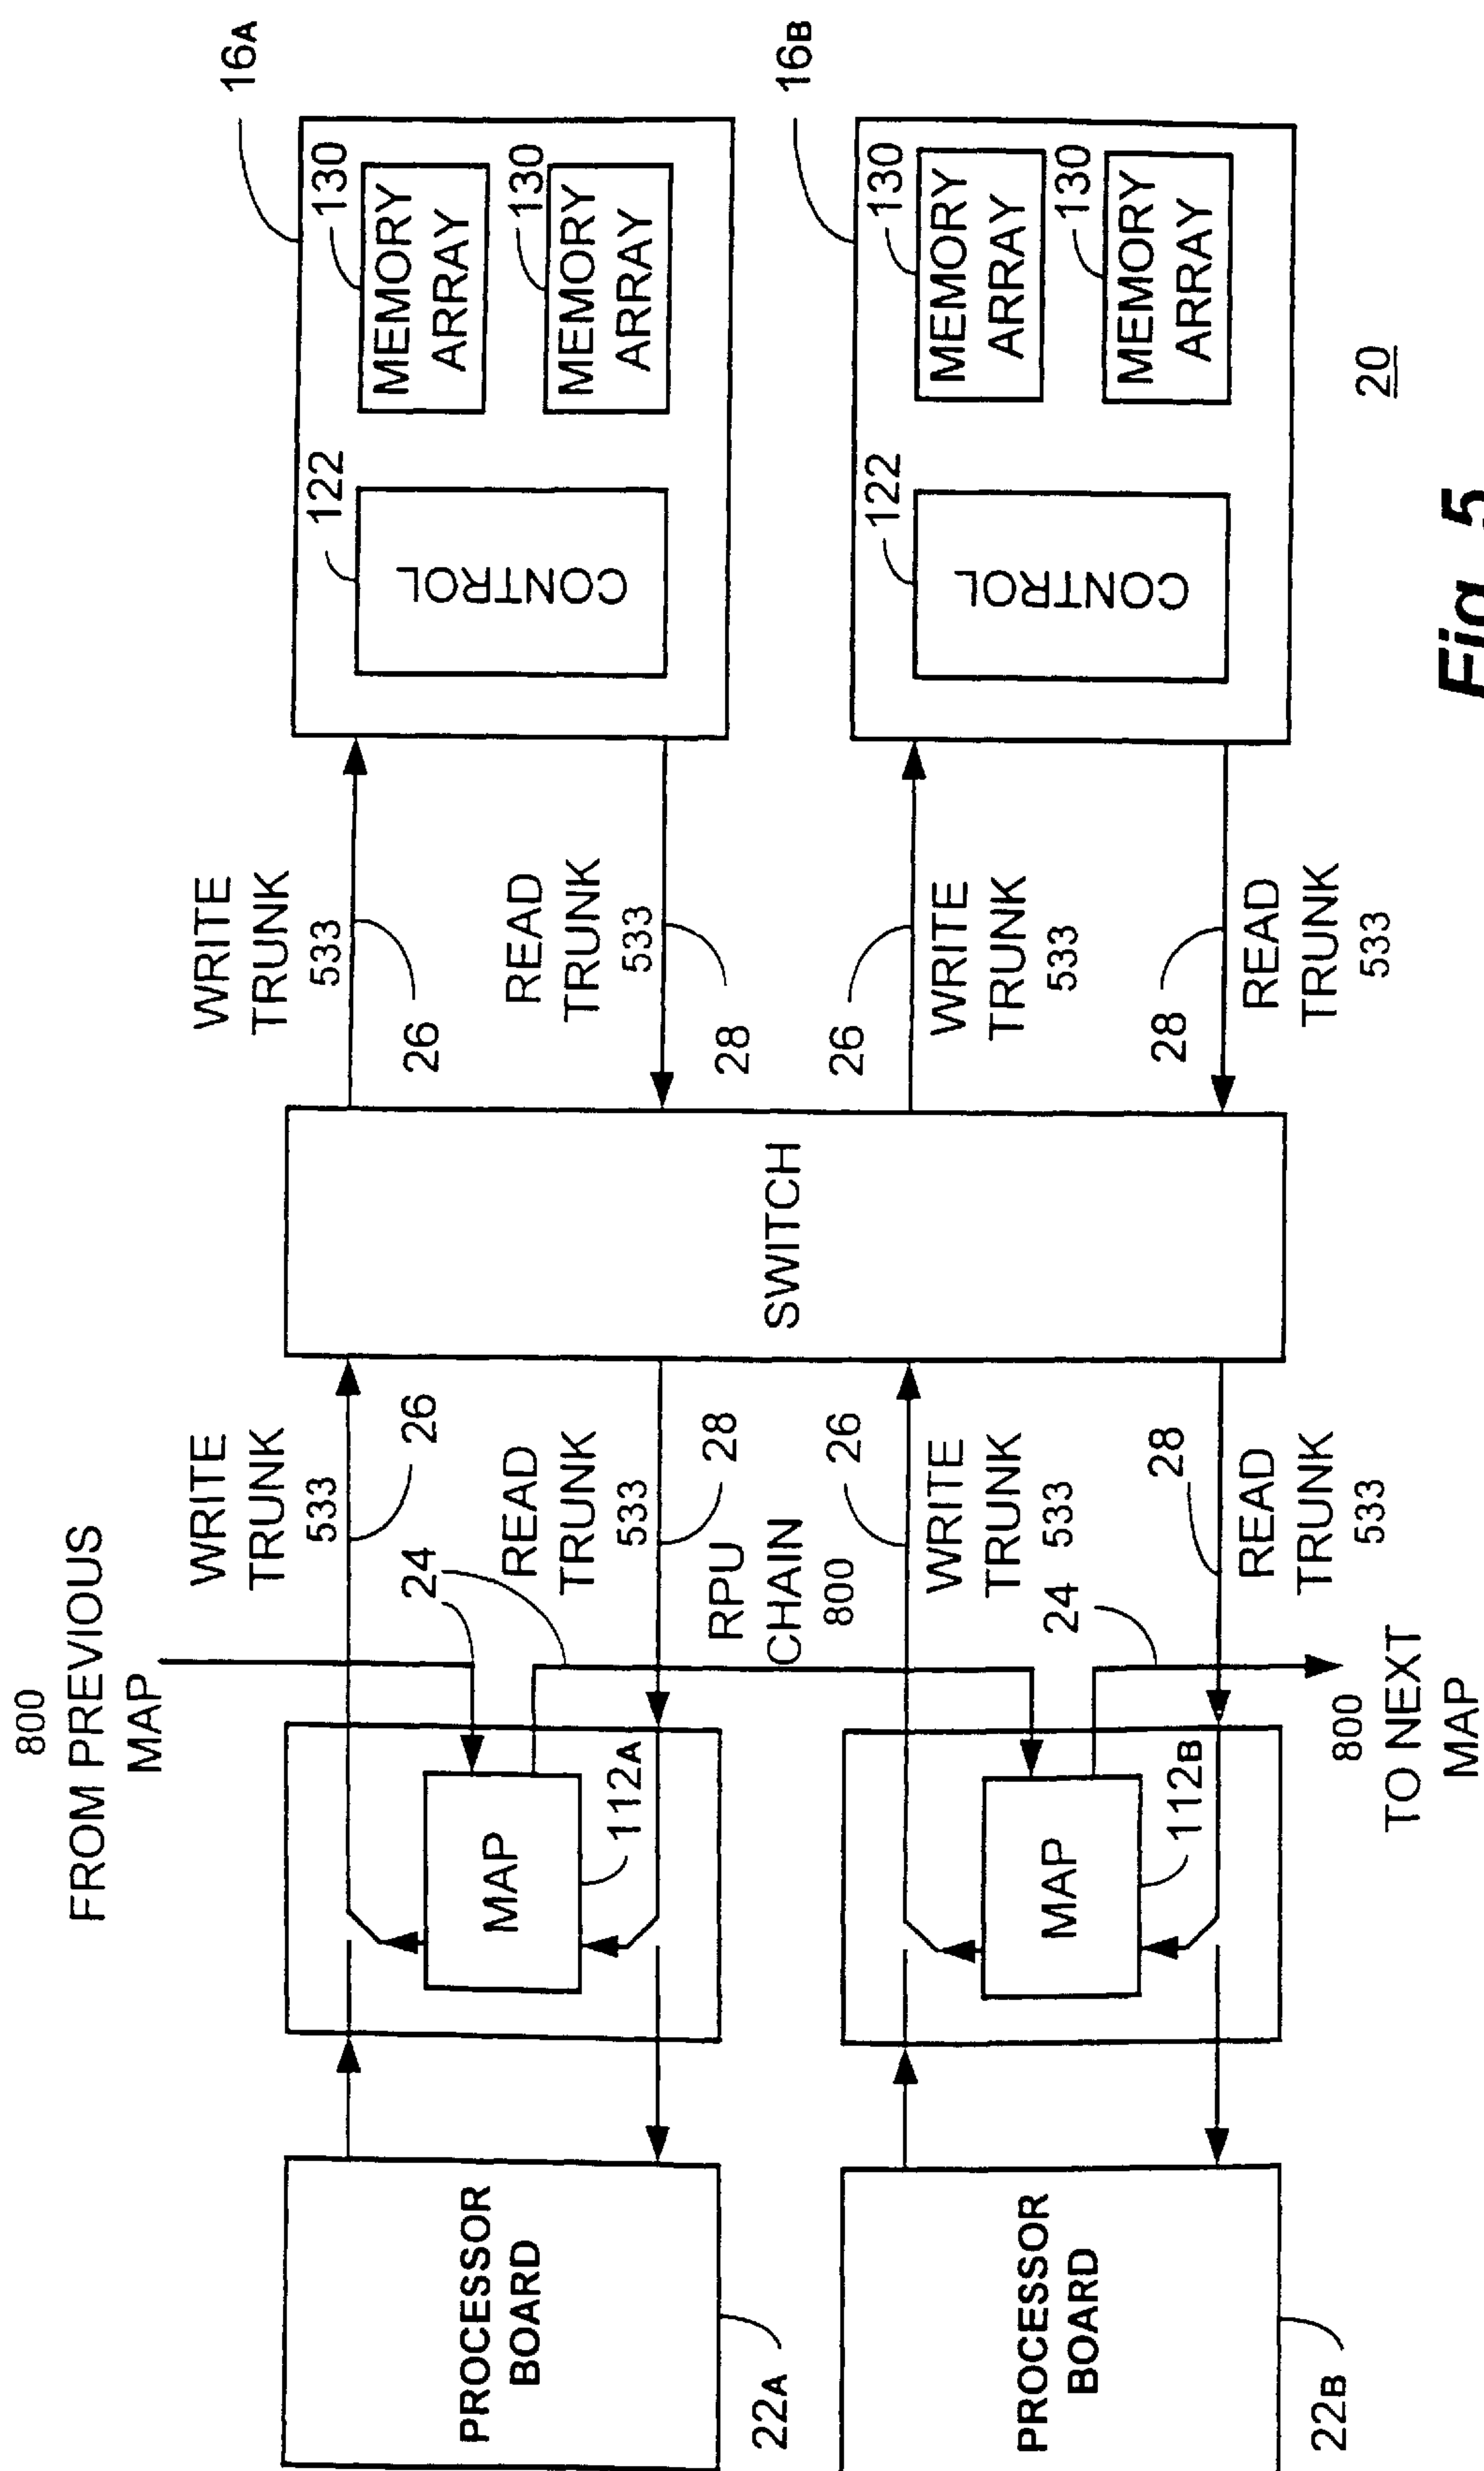 800
FROM PREVIOUS
MAP
PROCESSOR
BOARD
22A
MAP
112A
24
WRITE
TRUNK
533
26
READ
TRUNK
533
28
RPU
CHAIN
800
SWITCH
WRITE
TRUNK
533
26
READ
TRUNK
533
28
16A
122
CONTROL
130
MEMORY
ARRAY
130
MEMORY
ARRAY
PROCESSOR
BOARD
22B
MAP
112B
24
26
WRITE
TRUNK 533
28
READ
TRUNK
533
800
TO NEXT
MAP
26
WRITE
TRUNK
533
28
READ
TRUNK
533
16B
122
CONTROL
130
MEMORY
ARRAY
130
MEMORY
ARRAY
20
Fig. 5